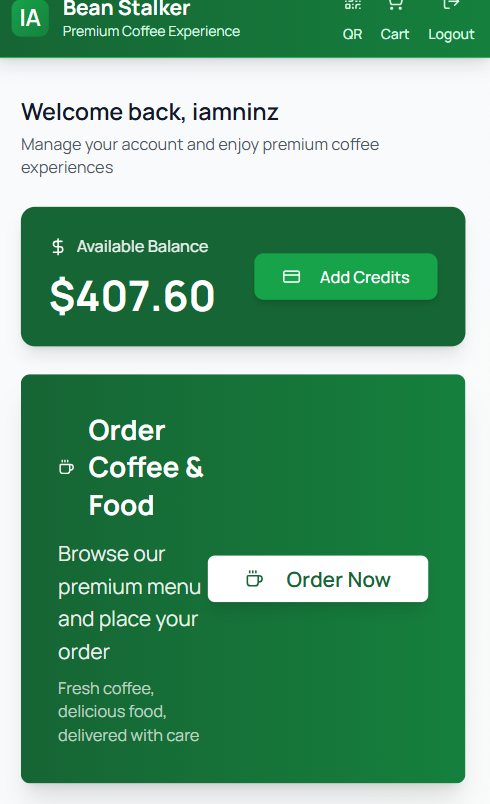 IA
Bean Stalker
Premium Coffee Experience
QR
Cart
Logout
Welcome back, iamninz
Manage your account and enjoy premium coffee
experiences
Available Balance
$407.60
Add Credits
Order
Coffee &
Food
Browse our
premium menu
and place your
order
Order Now
Fresh coffee,
delicious food,
delivered with care